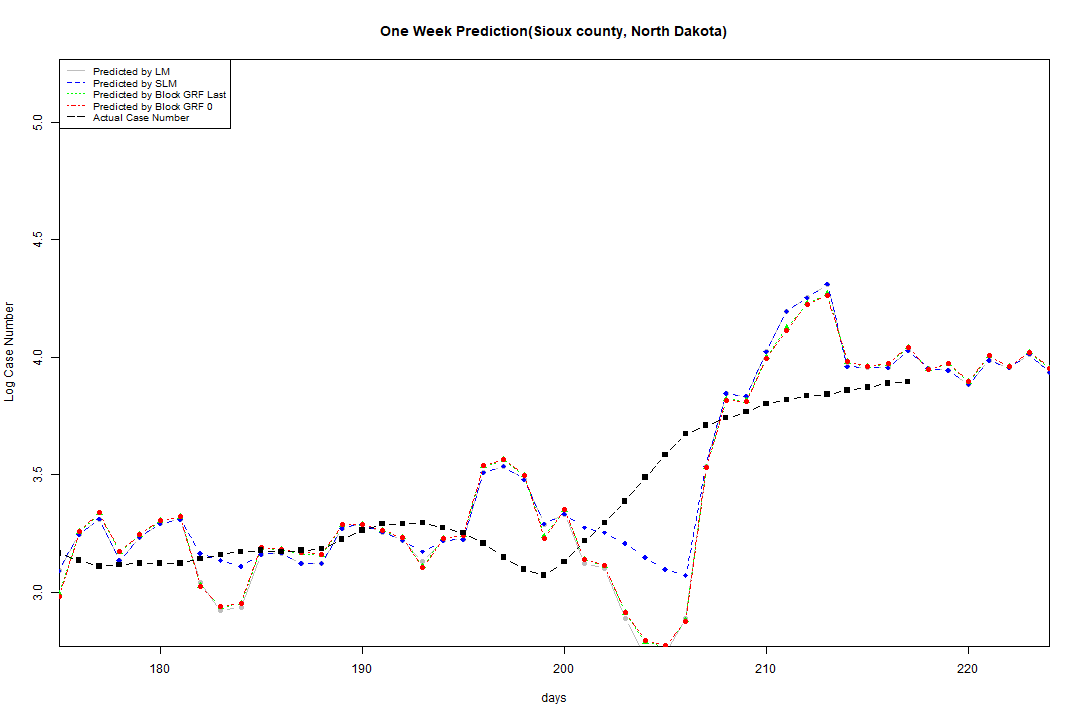 One Week Prediction(Sioux county, North Dakota)
Predicted by LM
Predicted by SLM
Predicted by Block GRF Last
Predicted by Block GRF 0
Actual Case Number
5.0
4.5
4.0
3.5
3.0
Log Case Number
180 190 200 210 220
days